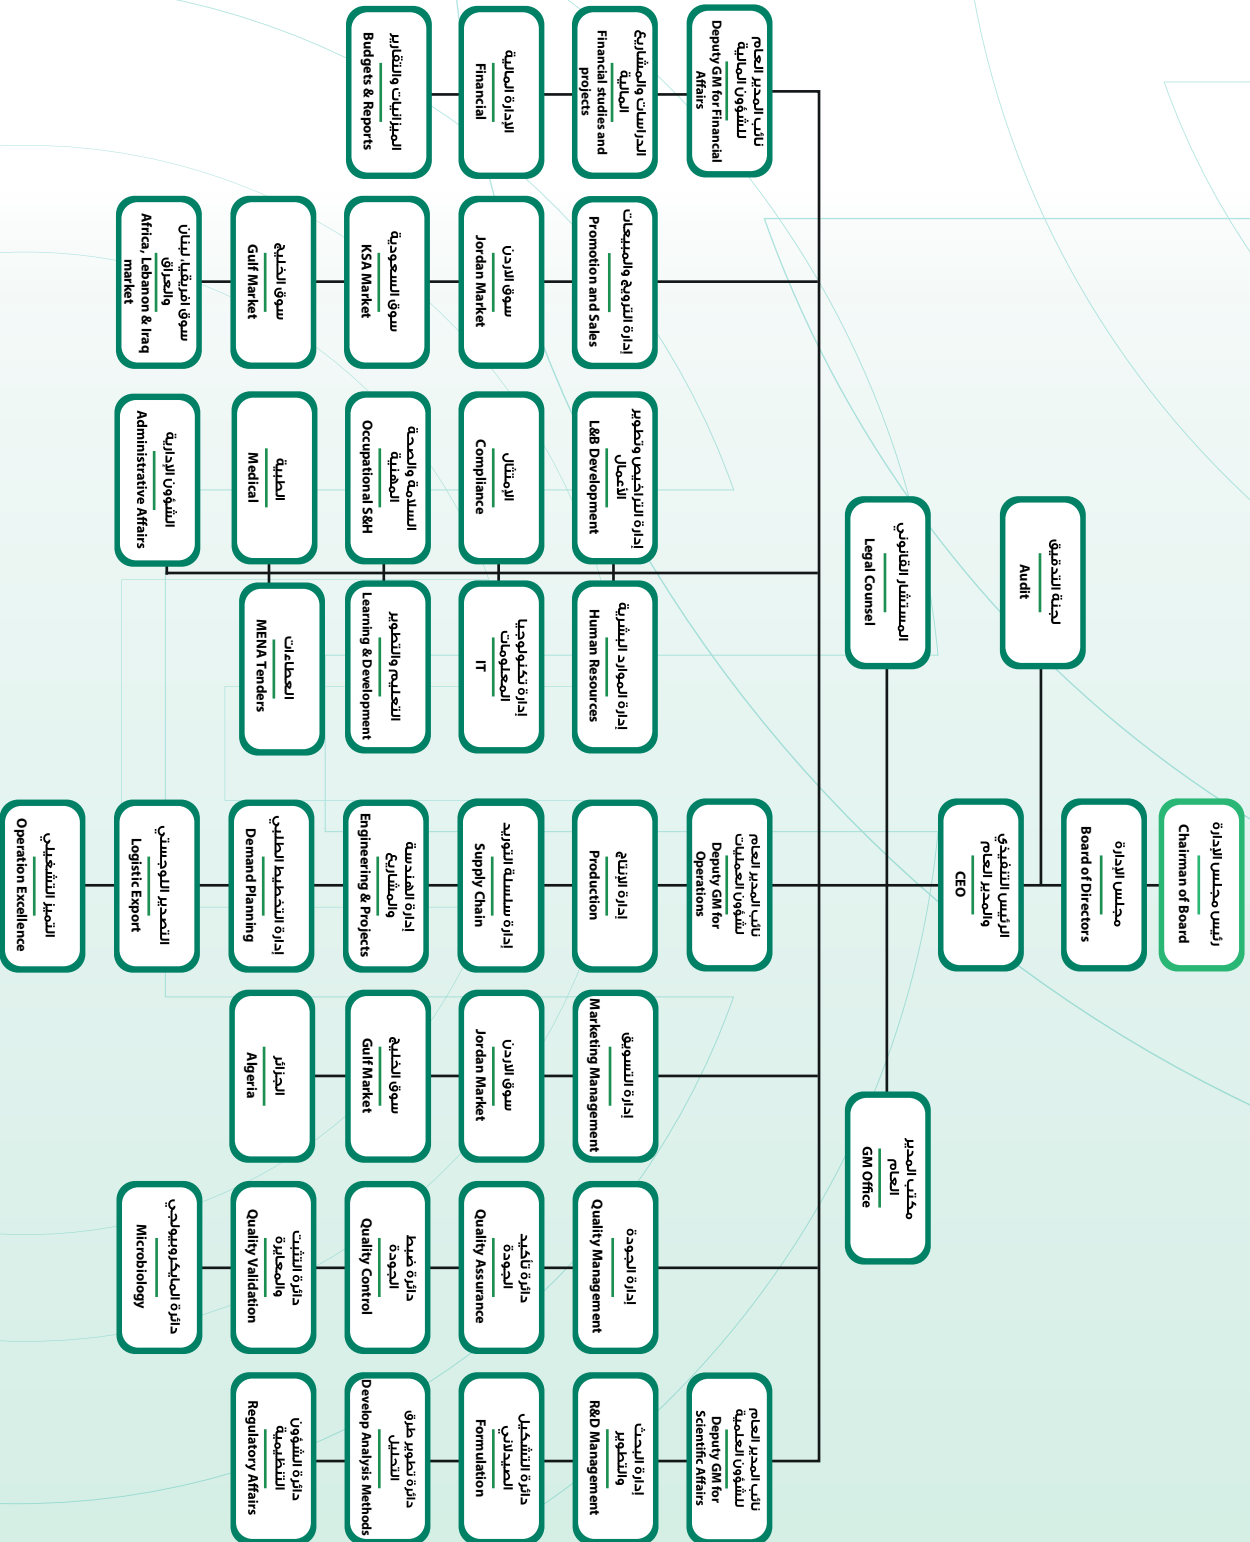 رئيس مجلس الإدارة
Chairman of Board
مجلس الإدارة
Board of Directors
لجنة التدقيق
Audit
الرئيس التنفيذي
والمدير العام
CEO
المستشار القانوني
Legal Counsel
مكتب المدير
العام
GM Office
نائب المدير العام
للشؤون المالية
Deputy GM for Financial
Affairs
الدراسات والمشاريع
المالية
Financial studies and
projects
الإدارة المالية
Financial
الميزانيات والتقارير
Budgets & Reports
إدارة الترويج والمبيعات
Promotion and Sales
سوق الاردن
Jordan Market
سوق السعودية
KSA Market
سوق الخليج
Gulf Market
سوق افريقيا، لبنان
والعراق
Africa, Lebanon & Iraq
market
إدارة التراخيص وتطوير
الأعمال
L&B Development
الإمتثال
Compliance
السلامة والصحة
المهنية
Occupational S&H
الطبية
Medical
الشؤون الإدارية
Administrative Affairs
إدارة الموارد البشرية
Human Resources
إدارة تكنولوجيا
المعلومات
IT
التعليم والتطوير
Learning & Development
العطاءات
MENA Tenders
نائب المدير العام
لشؤون العمليات
Deputy GM for
Operations
إدارة الإنتاج
Production
إدارة سلسلة التوريد
Supply Chain
إدارة الهندسة
والمشاريع
Engineering & Projects
إدارة التخطيط الطلبي
Demand Planning
التصدير اللوجستي
Logistic Export
التميز التشغيلي
Operation Excellence
إدارة التسويق
Marketing Management
سوق الاردن
Jordan Market
سوق الخليج
Gulf Market
الجزائر
Algeria
إدارة الجودة
Quality Management
دائرة تأكيد
الجودة
Quality Assurance
دائرة ضبط
الجودة
Quality Control
دائرة التثبت
والمعايرة
Quality Validation
دائرة المايكروبيولجي
Microbiology
نائب المدير العام
للشؤون العلمية
Deputy GM for
Scientific Affairs
إدارة البحث
والتطوير
R&D Management
دائرة التشكيل
الصيدلاني
Formulation
دائرة تطوير طرق
التحليل
Develop Analysis Methods
دائرة الشؤون
التنظيمية
Regulatory Affairs